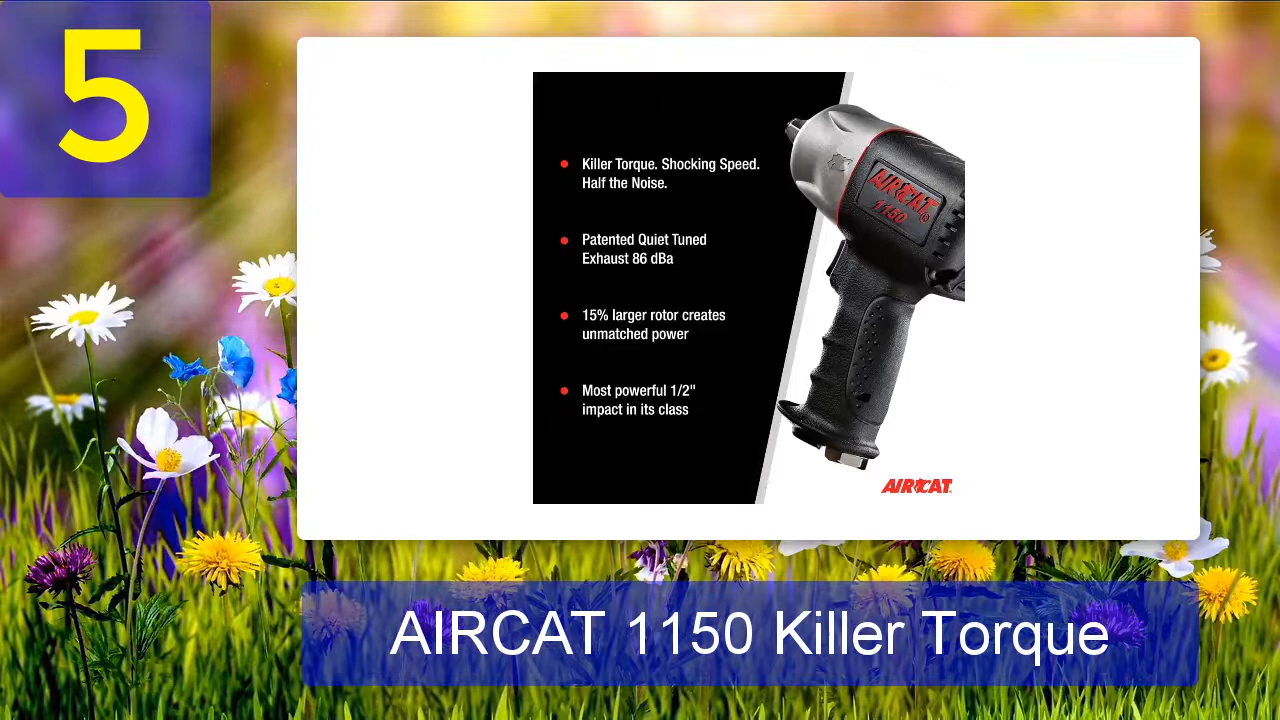 5
Killer Torque. Shocking Speed.
Half the Noise.
Patented Quiet Tuned
Exhaust 86 dBa
15% larger rotor creates
unmatched power
Most powerful 1/2"
impact in its class
AIRCAT®
1150
AIRCAT
AIRCAT 1150 Killer Torque